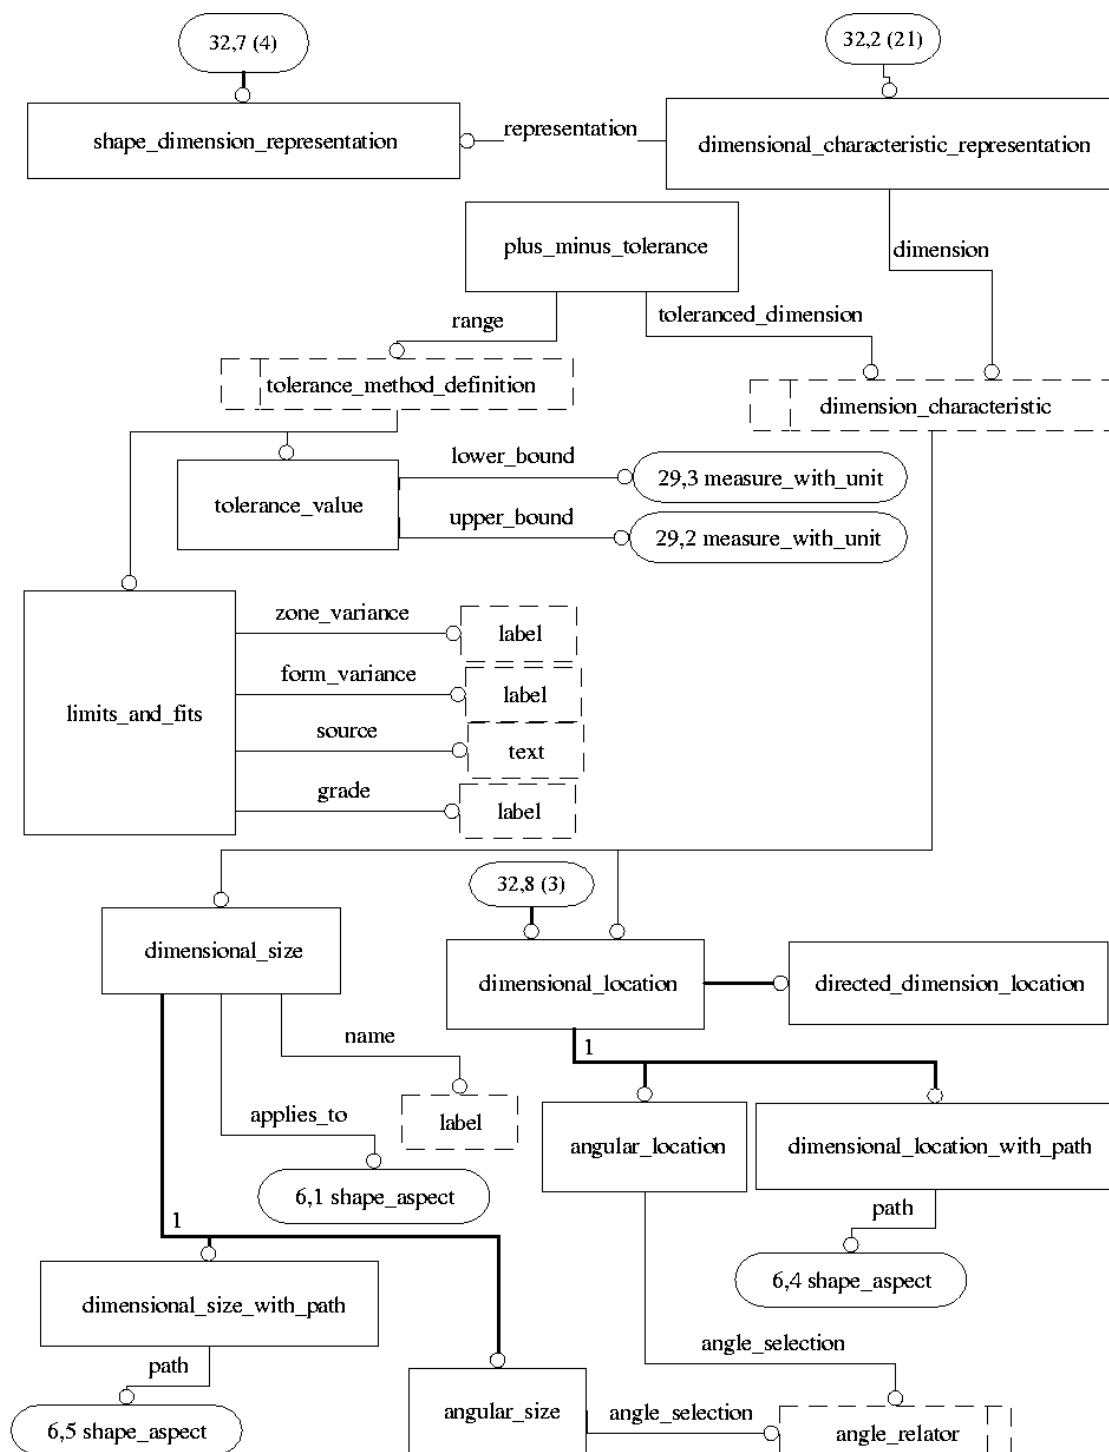 32,7 (4)
32,2 (21)
shape_dimension_representation
representation
dimensional_characteristic_representation
plus_minus_tolerance
dimension
range
toleranced_dimension
tolerance_method_definition
dimension_characteristic
lower_bound
tolerance_value
29,3 measure_with_unit
upper_bound
29,2 measure_with_unit
zone_variance
label
form_variance
label
limits_and_fits
source
text
grade
label
32,8 (3)
dimensional_size
dimensional_location
directed_dimension_location
name
1
applies_to
label
angular_location
dimensional_location_with_path
6,1 shape_aspect
path
1
6,4 shape_aspect
dimensional_size_with_path
angle_selection
path
angular_size
angle_selection
6,5 shape_aspect
angle_relator